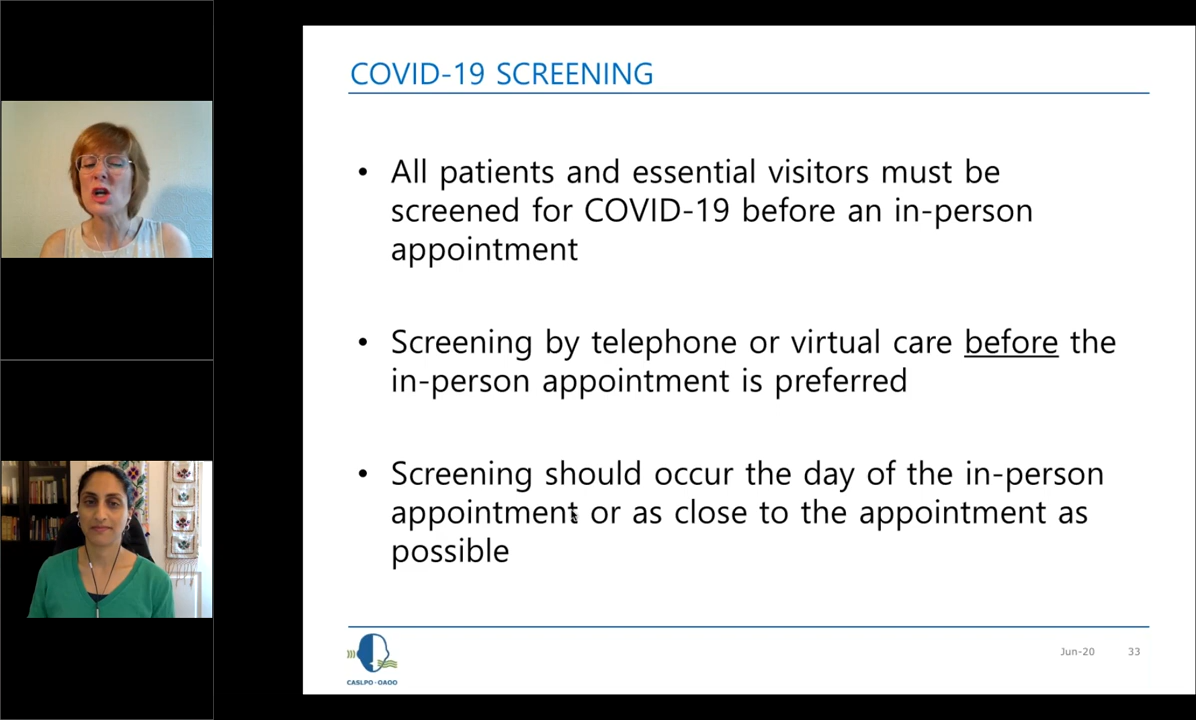 COVID-19 SCREENING
• All patients and essential visitors must be
screened for COVID-19 before an in-person
appointment
• Screening by telephone or virtual care before the
in-person appointment is preferred
• Screening should occur the day of the in-person
appointment or as close to the appointment as
possible
CASLPO•OAOO
Jun-20 33